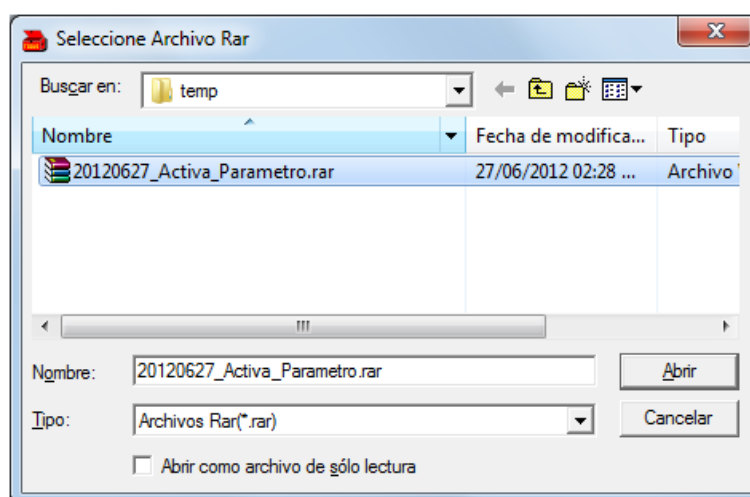 Seleccione Archivo Rar
Buscar en: temp
Nombre Fecha de modifica... Tipo
20120627_Activa_Parametro.rar 27/06/2012 02:28 ... Archivo
Nombre: 20120627_Activa_Parametro.rar Abrir
Tipo: Archivos Rar(*.rar) Cancelar
Abrir como archivo de sólo lectura